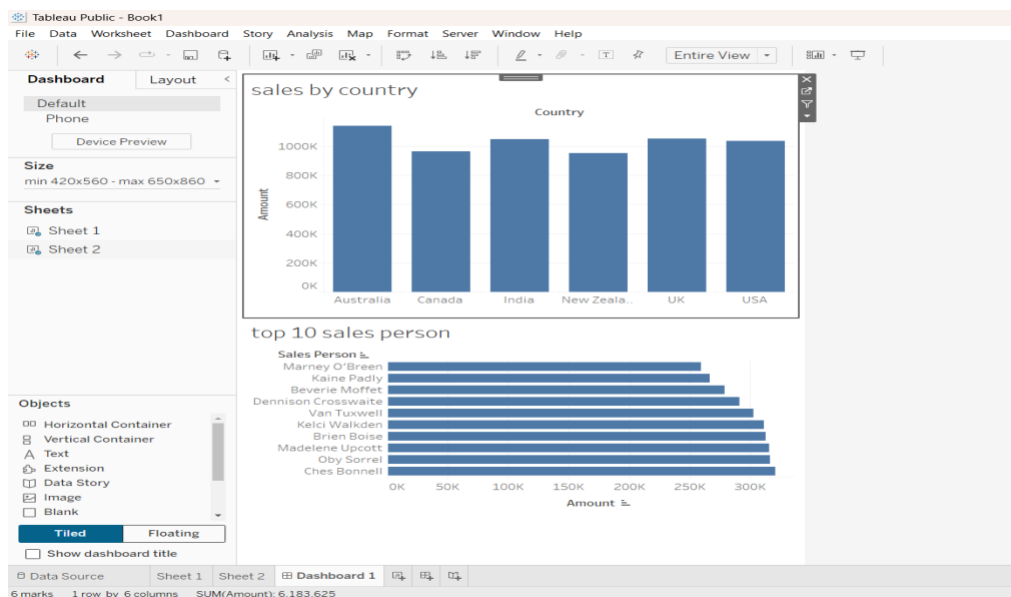 Tableau Public - Book1
File Data Worksheet Dashboard Story Analysis Map Format Server Window Help
Entire View
Dashboard Layout
Default
Phone
Device Preview
Size
min 420x560 - max 650x860
Sheets
Sheet 1
Sheet 2
Objects
Horizontal Container
Vertical Container
Text
Extension
Data Story
Image
Blank
Tiled Floating
Show dashboard title
sales by country
Country
Amount
1000K
800K
600K
400K
200K
0K
Australia Canada India New Zeala.. UK USA
top 10 sales person
Sales Person
Marney O'Breen
Kaine Padly
Beverie Moffet
Dennison Crosswaite
Van Tuxwell
Kelci Walkden
Brien Boise
Madelene Upcott
Oby Sorrel
Ches Bonnell
0K 50K 100K 150K 200K 250K 300K
Amount
Data Source Sheet 1 Sheet 2 Dashboard 1
6 marks 1 row by 6 columns SUM(Amount): 6,183,625